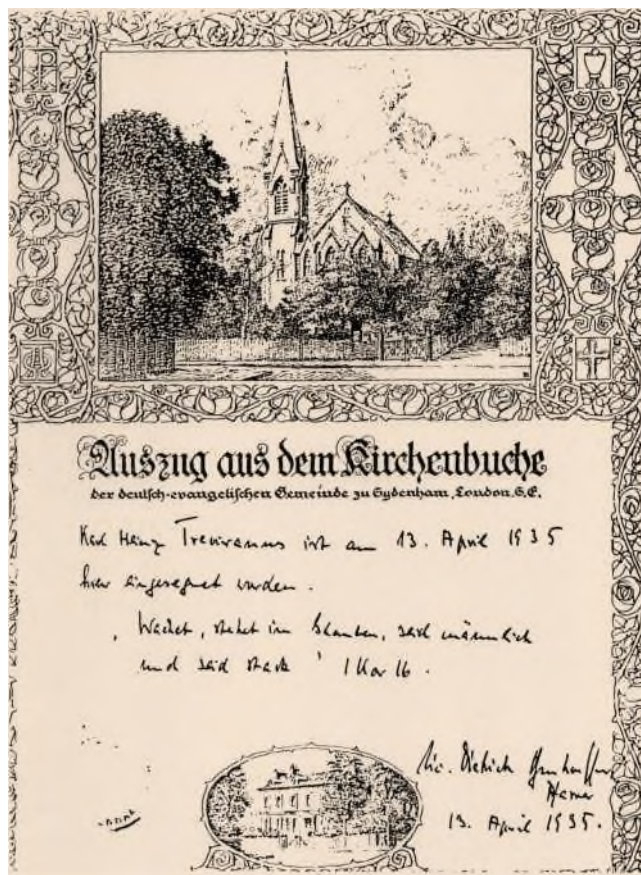 Auszug aus dem Kirchenbuche
der deutsch-evangelischen Gemeinde zu Sydenham, London, S.E.
Karl Heinz Treviranus ist am 13. April 1935
hier eingesegnet worden.
„Wachet, stehet im Glauben, seid männlich
und seid stark“ 1 Kor 16.
Lic. Dietrich Bonhoeffer
Pfarrer
13. April 1935.